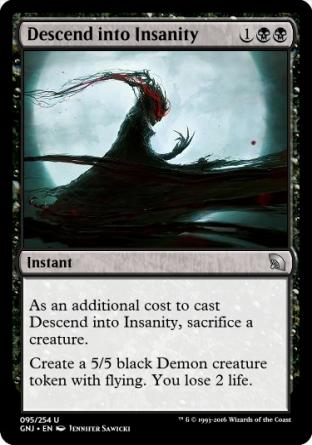 Descend into Insanity 1
Instant
As an additional cost to cast
Descend into Insanity, sacrifice a
creature.
Create a 5/5 black Demon creature
token with flying. You lose 2 life.
095/254 U
GNJ • EN Jennifer Sawicki
™ & © 1993-2016 Wizards of the Coast